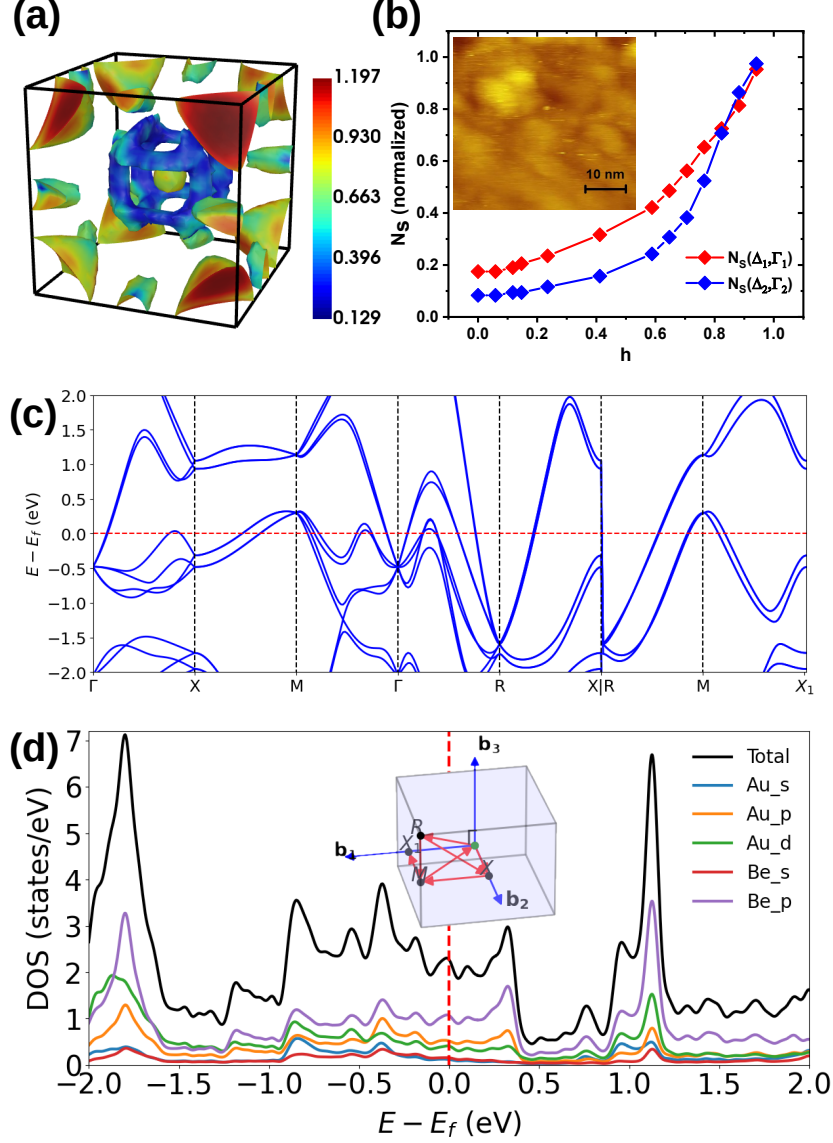 (a)
1.197
0.930
0.663
0.396
0.129
(b)
N_S (normalized)
1.0
0.8
0.6
0.4
0.2
0.0
10 nm
N_S(Δ_1,Γ_1)
N_S(Δ_2,Γ_2)
0.0 0.2 0.4 0.6 0.8 1.0
h
(c)
E − E_f (eV)
2.0
1.5
1.0
0.5
0.0
−0.5
−1.0
−1.5
−2.0
Γ X M Γ R X|R M X_1
(d)
DOS (states/eV)
7
6
5
4
3
2
1
0
b_3
R
Γ
X_1
M
X
b_2
Total
Au_s
Au_p
Au_d
Be_s
Be_p
−2.0 −1.5 −1.0 −0.5 0.0 0.5 1.0 1.5 2.0
E − E_f (eV)